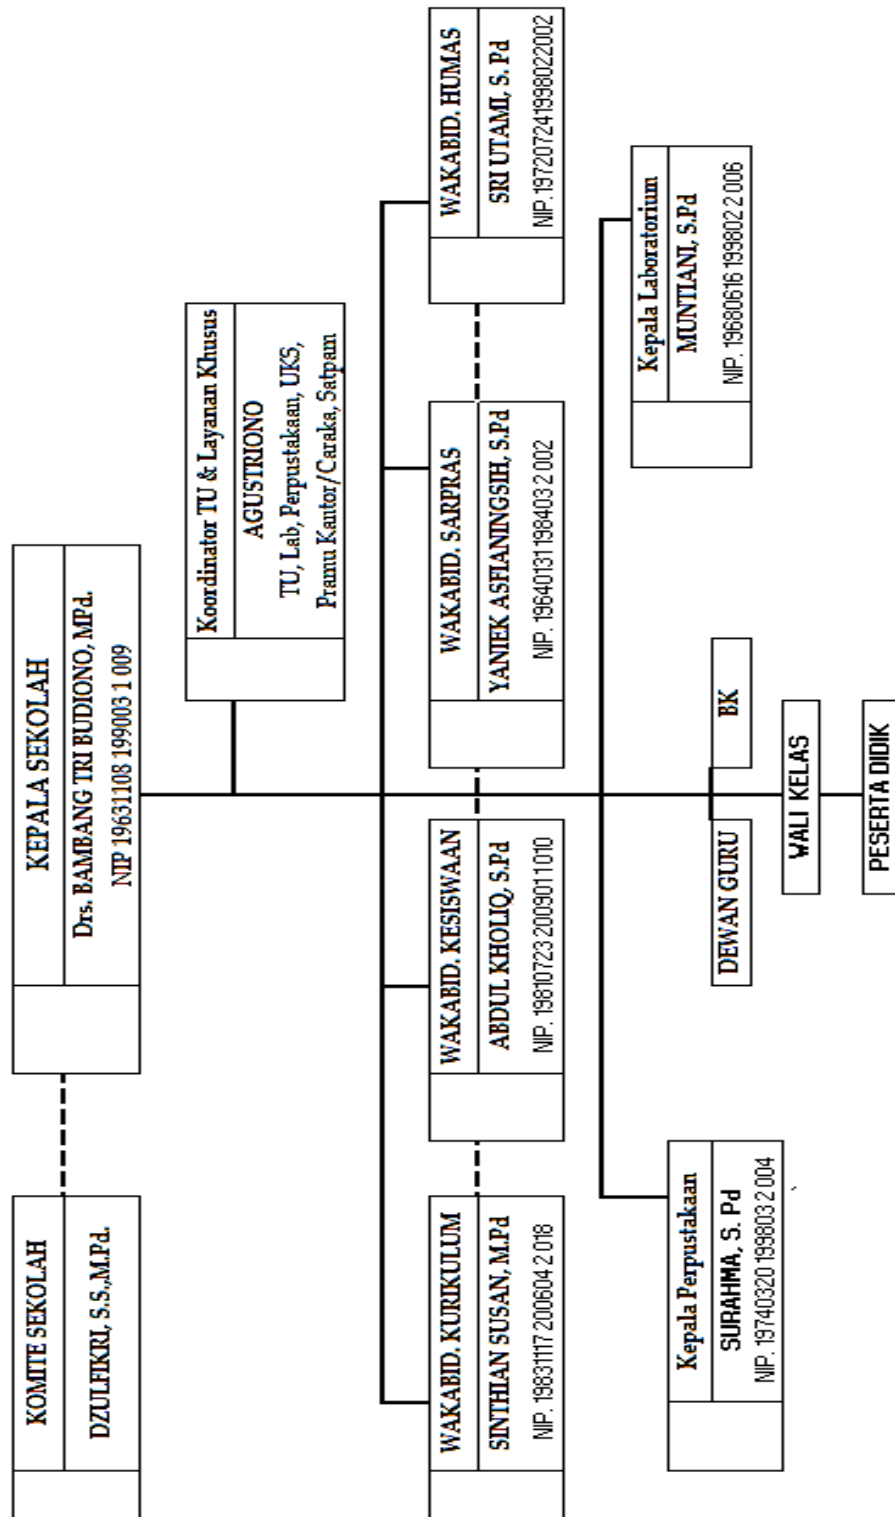 KOMITE SEKOLAH
DZULFIKRI, S.S.,M.Pd.
KEPALA SEKOLAH
Drs. BAMBANG TRI BUDIONO, MPd.
NIP 19631108 199003 1 009
Koordinator TU & Layanan Khusus
AGUSTRIONO
TU, Lab, Perpustakaan, UKS,
Pramu Kantor/Caraka, Satpam
WAKABID. KURIKULUM
SINTHIAN SUSAN, M.Pd
NIP. 19831117 200604 2 018
WAKABID. KESISWAAN
ABDUL KHOLIQ, S.Pd
NIP. 19810723 200901 1 010
WAKABID. SARPRAS
YANIEK ASFIANINGSIH, S.Pd
NIP. 19640131 198403 2 002
WAKABID. HUMAS
SRI UTAMI, S. Pd
NIP. 197207241998022002
Kepala Perpustakaan
SURAHMA, S. Pd
NIP. 19740320 199803 2 004
Kepala Laboratorium
MUNTIANI, S.Pd
NIP. 19680616 199802 2 006
DEWAN GURU
BK
WALI KELAS
PESERTA DIDIK